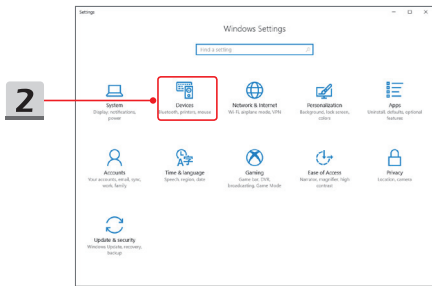 Settings
Windows Settings
Find a setting
2
System
Display, notifications,
power
Devices
Bluetooth, printers, mouse
Network & Internet
Wi-Fi, airplane mode, VPN
Personalization
Background, lock screen,
colors
Apps
Uninstall, defaults, optional
features
Accounts
Your accounts, email, sync,
work, family
Time & language
Speech, region, date
Gaming
Game bar, DVR,
broadcasting, Game Mode
Ease of Access
Narrator, magnifier, high
contrast
Privacy
Location, camera
Update & security
Windows Update, recovery,
backup